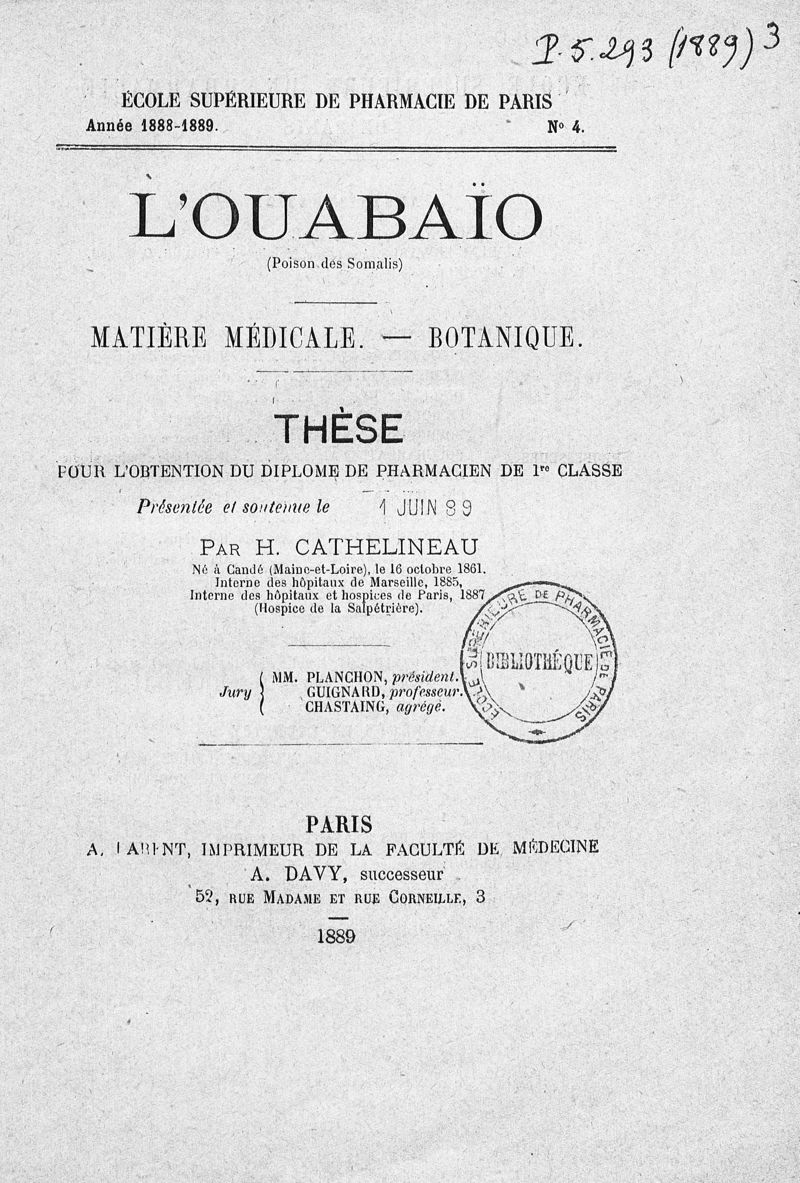 P. 5. 293 (1889) 3
ÉCOLE SUPÉRIEURE DE PHARMACIE DE PARIS
Année 1888-1889. No 4.
L'OUABAÏO
(Poison des Somalis)
MATIÈRE MÉDICALE. — BOTANIQUE.
THÈSE
POUR L'OBTENTION DU DIPLOME DE PHARMACIEN DE 1re CLASSE
Présentée et soutenue le 1 JUIN 89
PAR H. CATHELINEAU
Né à Candé (Maine-et-Loire), le 16 octobre 1861.
Interne des hôpitaux de Marseille, 1885,
Interne des hôpitaux et hospices de Paris, 1887
(Hospice de la Salpétrière).
ÉCOLE SUPÉRIEURE DE PHARMACIE DE PARIS
BIBLIOTHÈQUE
MM. PLANCHON, président.
Jury GUIGNARD, professeur.
CHASTAING, agrégé.
PARIS
A. PARENT, IMPRIMEUR DE LA FACULTÉ DE MÉDECINE
A. DAVY, successeur
52, RUE MADAME ET RUE CORNEILLE, 3
1889